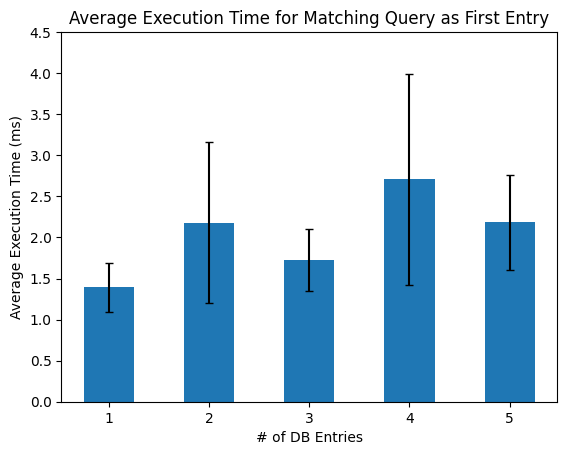 Average Execution Time for Matching Query as First Entry
4.5
4.0
3.5
3.0
2.5
2.0
1.5
1.0
0.5
0.0
Average Execution Time (ms)
1 2 3 4 5
# of DB Entries